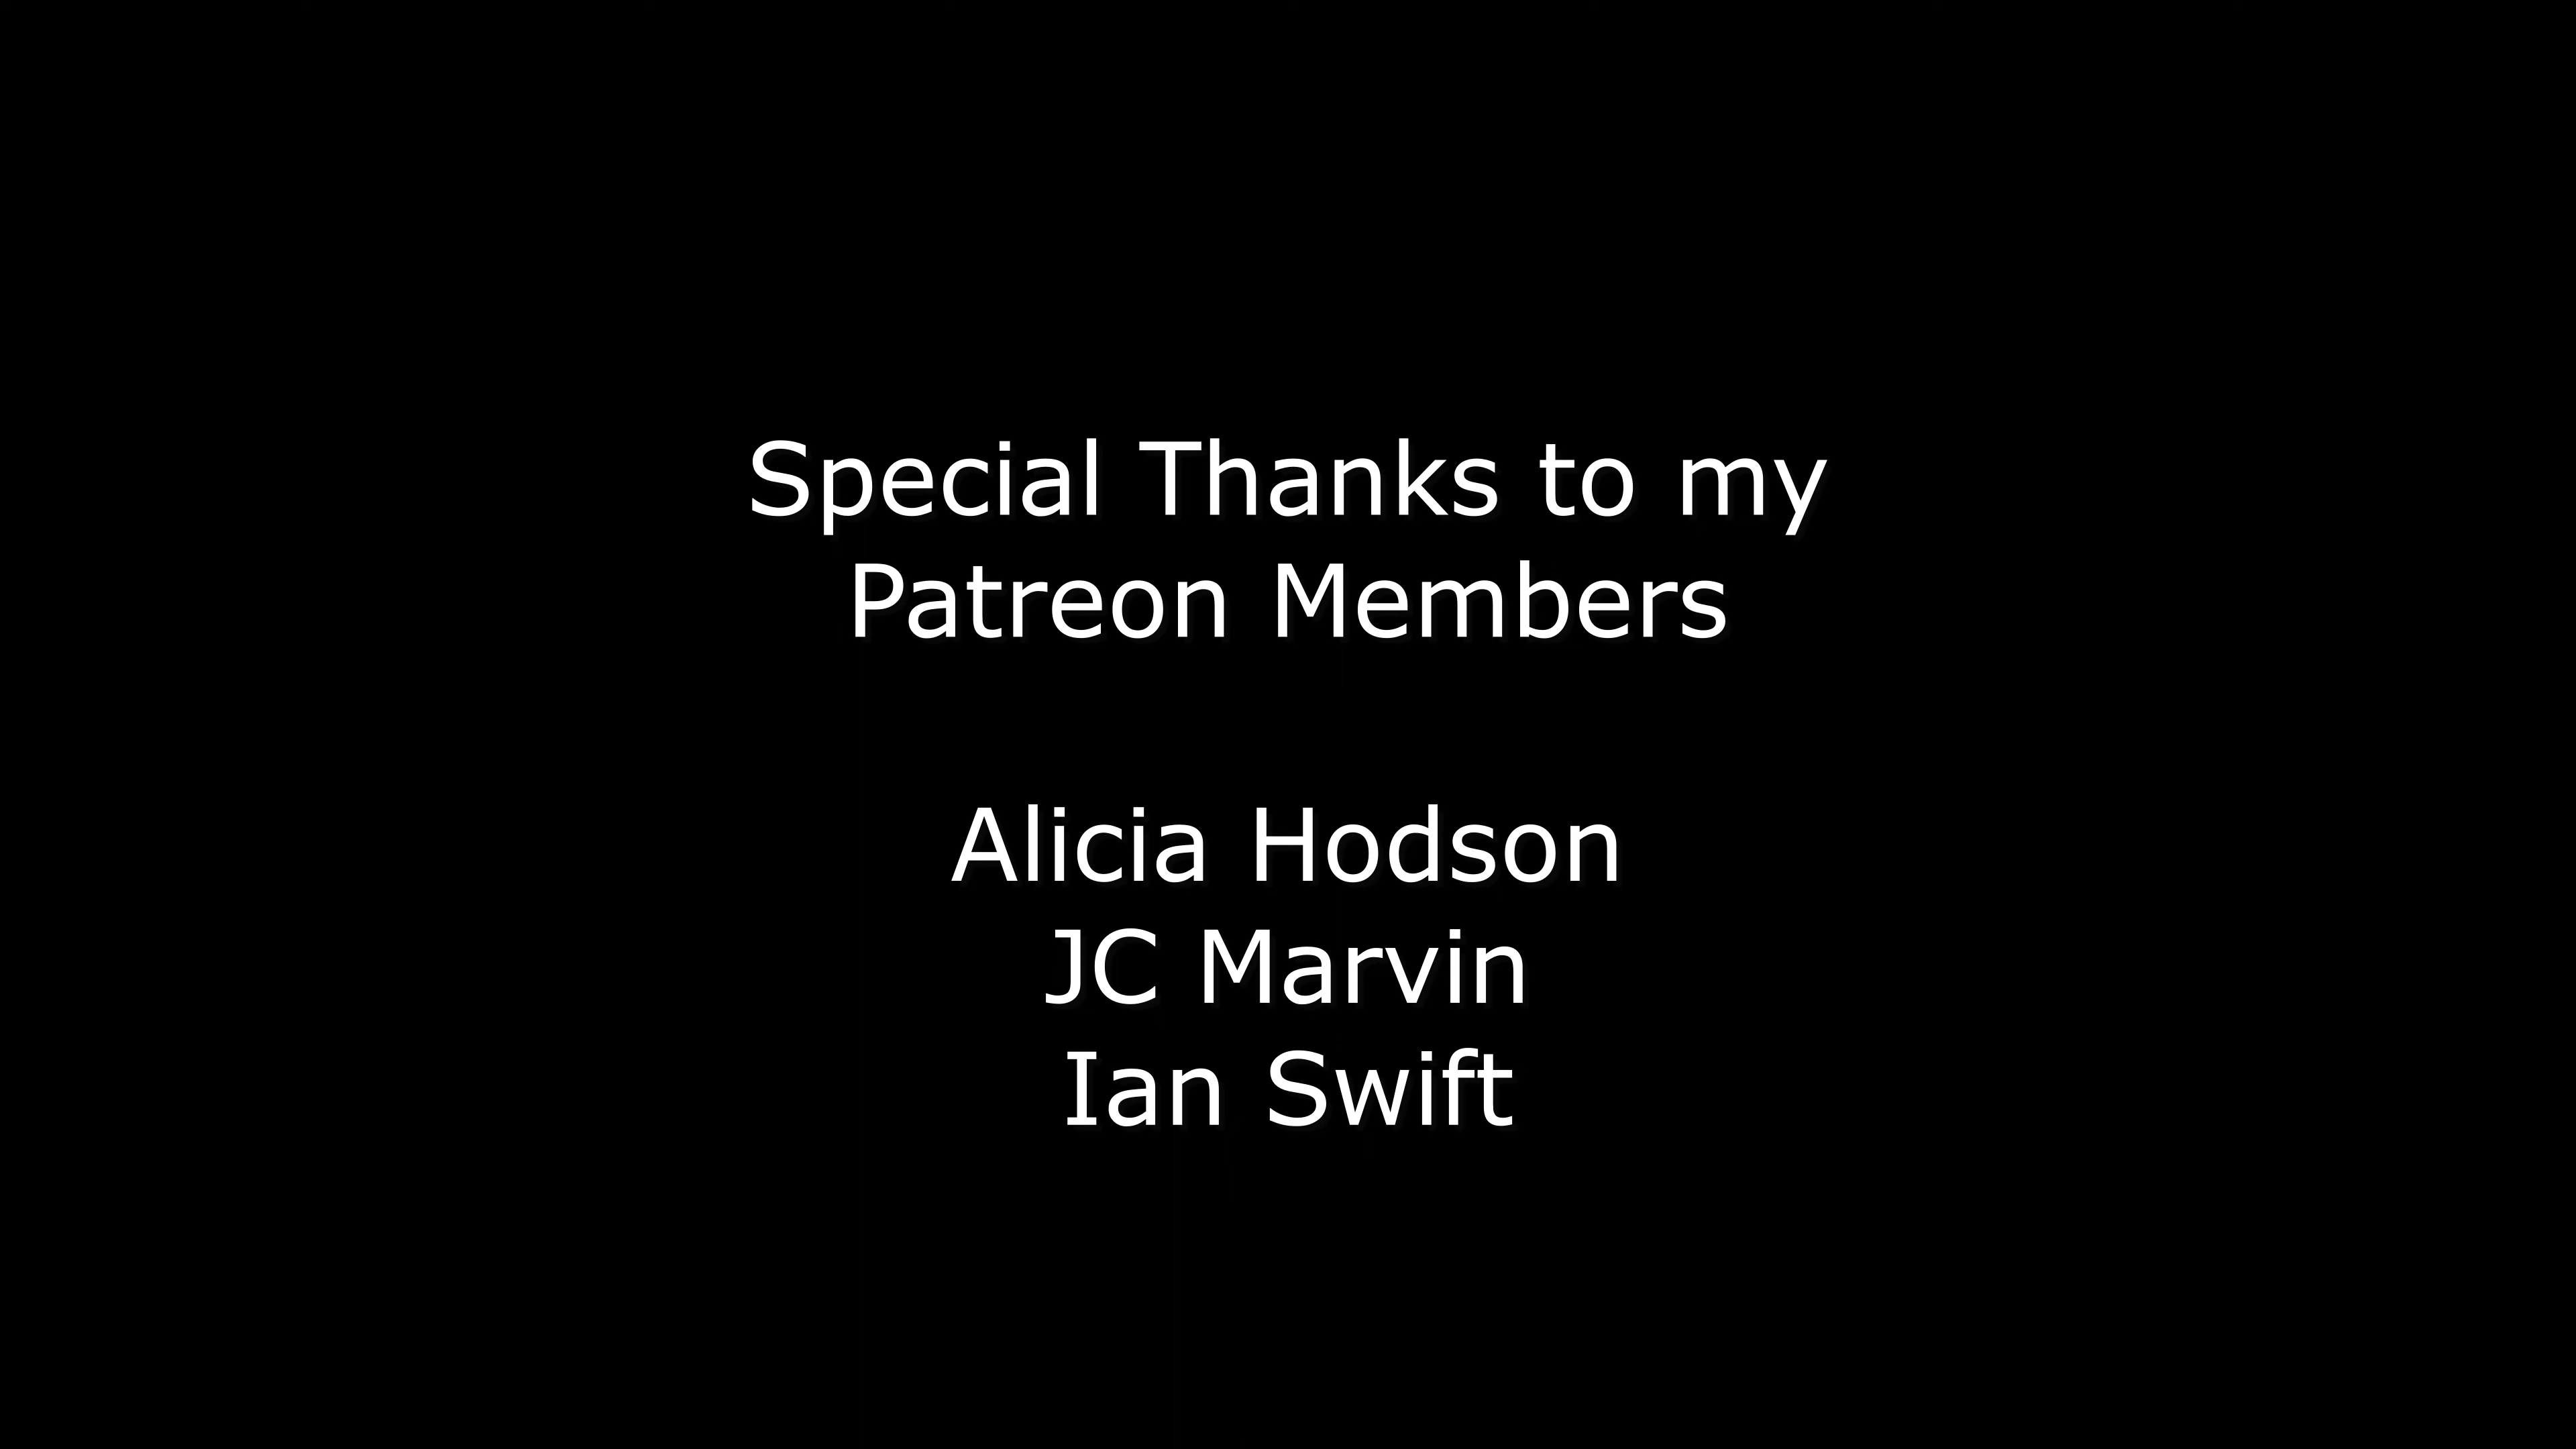 Special Thanks to my
Patreon Members
Alicia Hodson
JC Marvin
Ian Swift